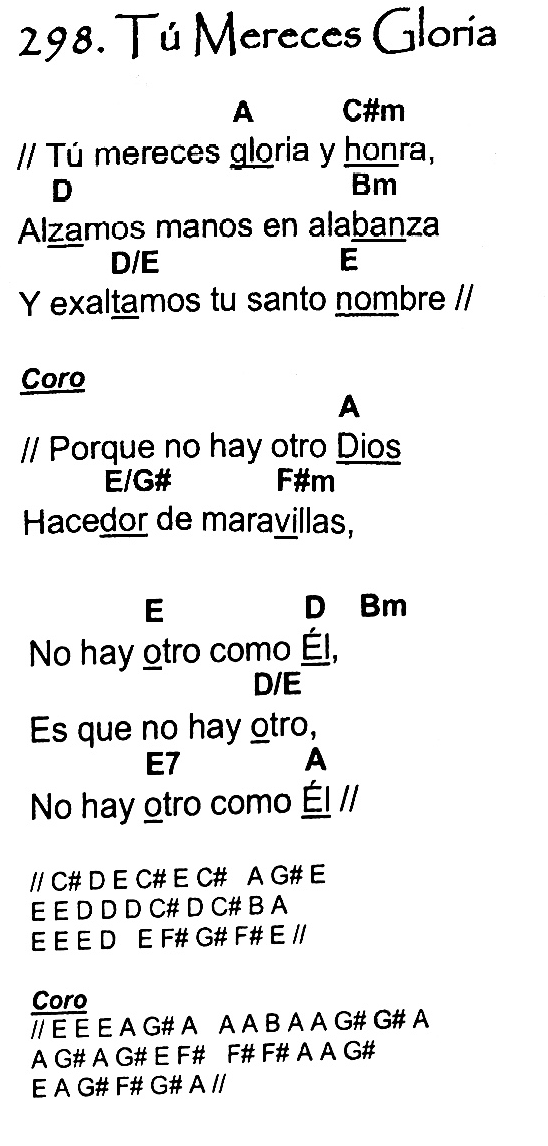 298. Tú Mereces Gloria
A C#m
// Tú mereces gloria y honra,
D Bm
Alzamos manos en alabanza
D/E E
Y exaltamos tu santo nombre //
Coro
A
// Porque no hay otro Dios
E/G# F#m
Hacedor de maravillas,
E D Bm
No hay otro como Él,
D/E
Es que no hay otro,
E7 A
No hay otro como Él //
// C# D E C# E C# A G# E
E E D D D C# D C# B A
E E E D E F# G# F# E //
Coro
// E E E A G# A A A B A A G# G# A
A G# A G# E F# F# F# A A G#
E A G# F# G# A //